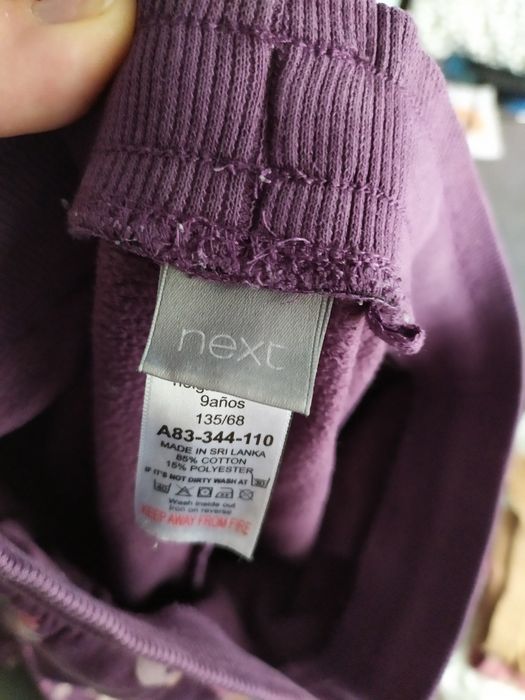 next
9años
135/68
A83-344-110
MADE IN SRI LANKA
85% COTTON
15% POLYESTER
IF IT'S NOT DIRTY WASH AT 30
40
Wash inside out
Iron on reverse
KEEP AWAY FROM FIRE